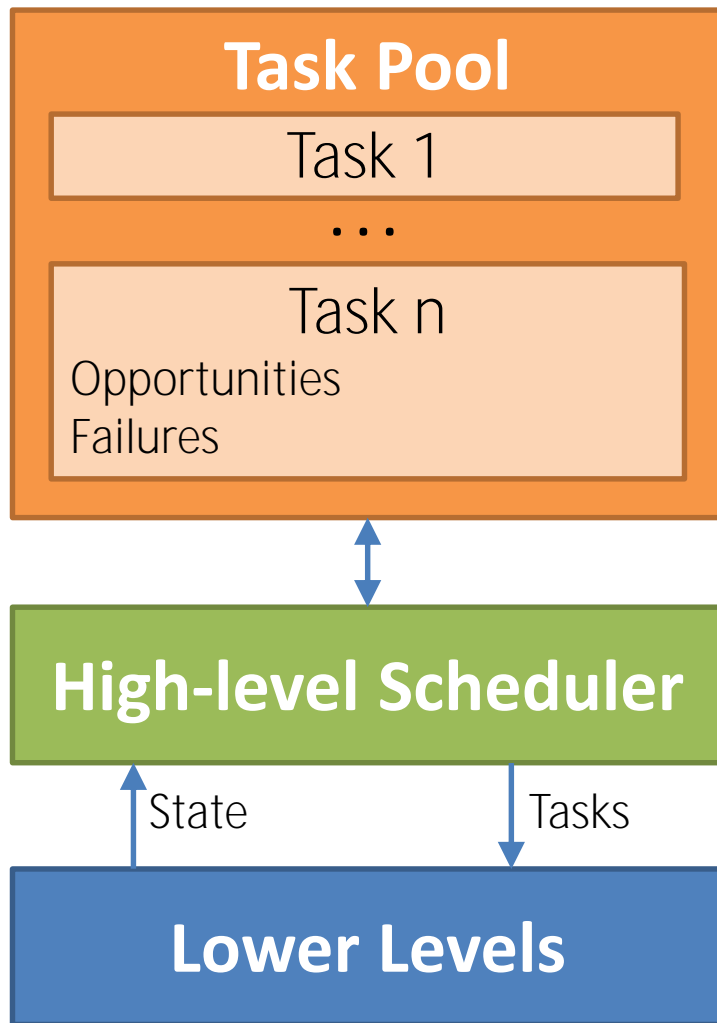 Task Pool
Task 1
...
Task n
Opportunities
Failures
High-level Scheduler
State
Tasks
Lower Levels